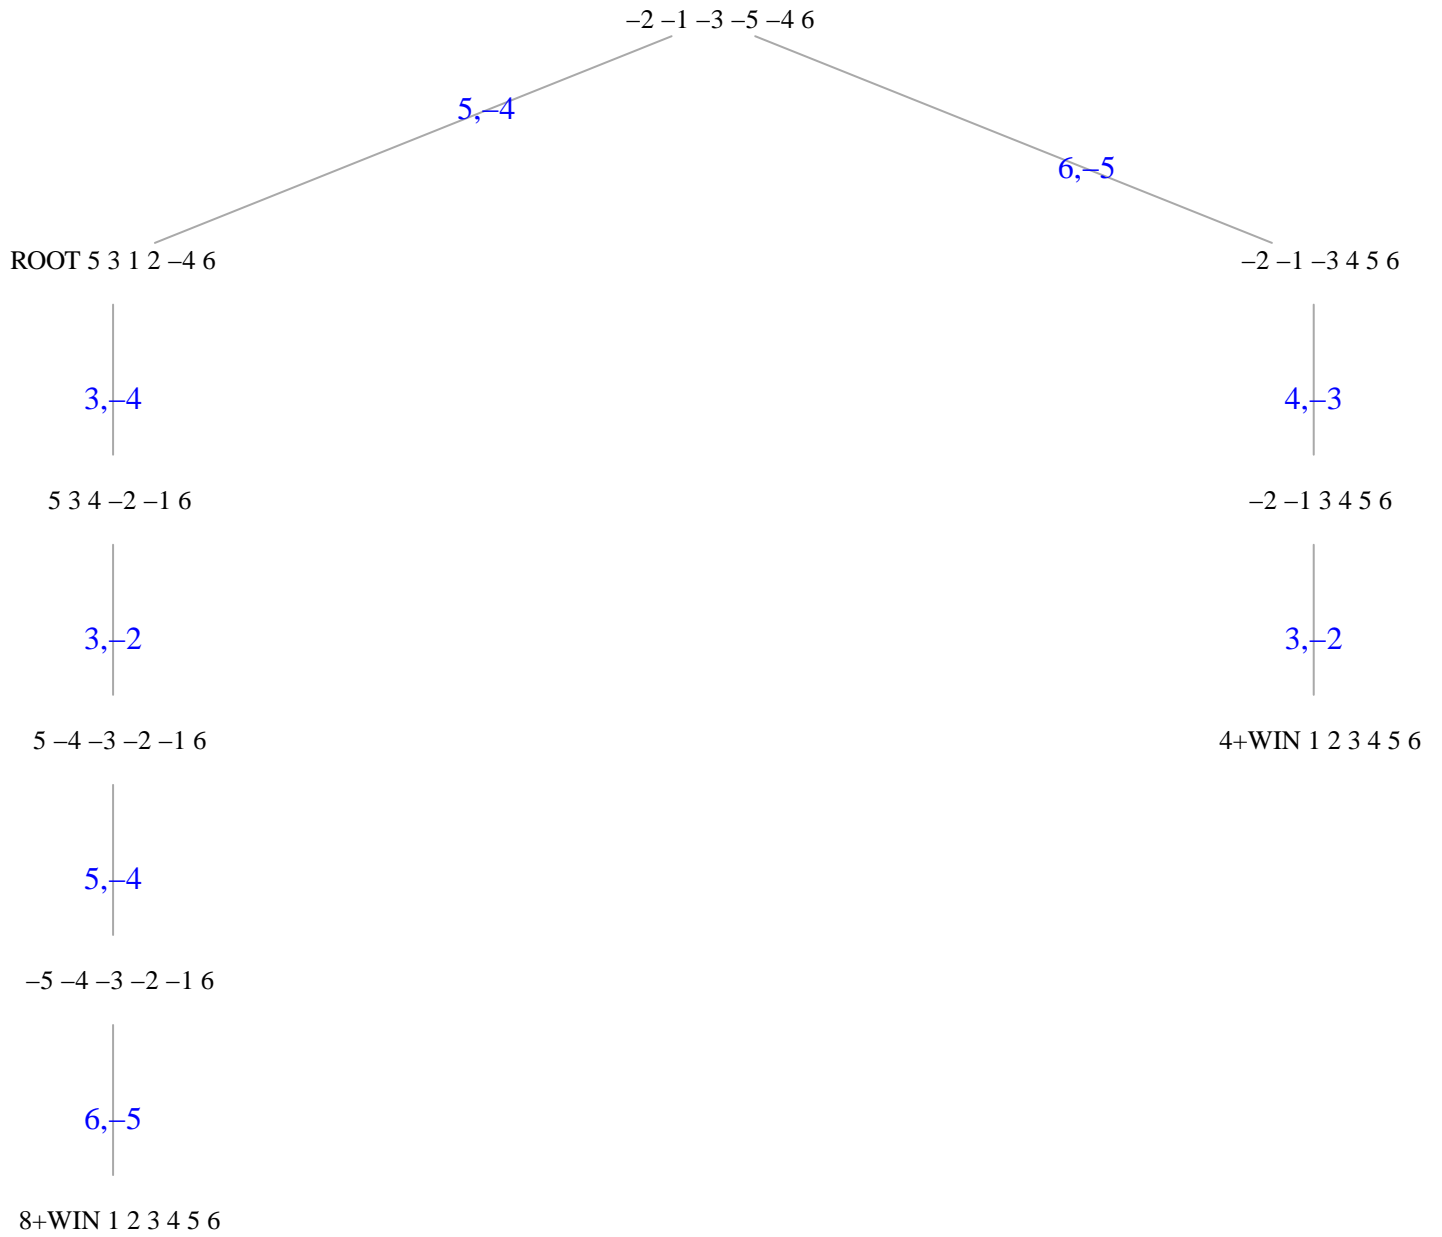 –2 –1 –3 –5 –4 6
5,–4
6,–5
ROOT 5 3 1 2 –4 6
–2 –1 –3 4 5 6
3,–4
4,–3
5 3 4 –2 –1 6
–2 –1 3 4 5 6
3,–2
3,–2
5 –4 –3 –2 –1 6
4+WIN 1 2 3 4 5 6
5,–4
–5 –4 –3 –2 –1 6
6,–5
8+WIN 1 2 3 4 5 6